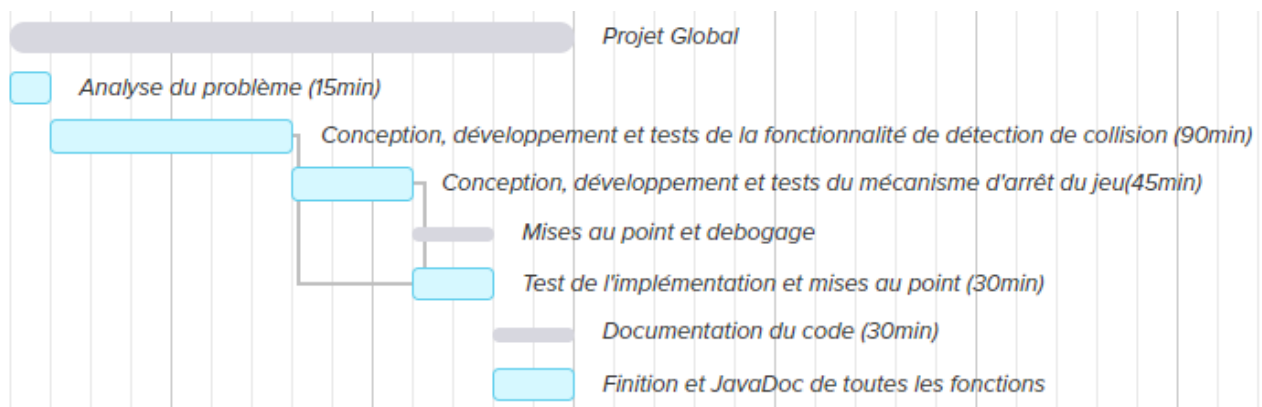 Projet Global
Analyse du problème (15min)
Conception, développement et tests de la fonctionnalité de détection de collision (90min)
Conception, développement et tests du mécanisme d'arrêt du jeu(45min)
Mises au point et debogage
Test de l'implémentation et mises au point (30min)
Documentation du code (30min)
Finition et JavaDoc de toutes les fonctions